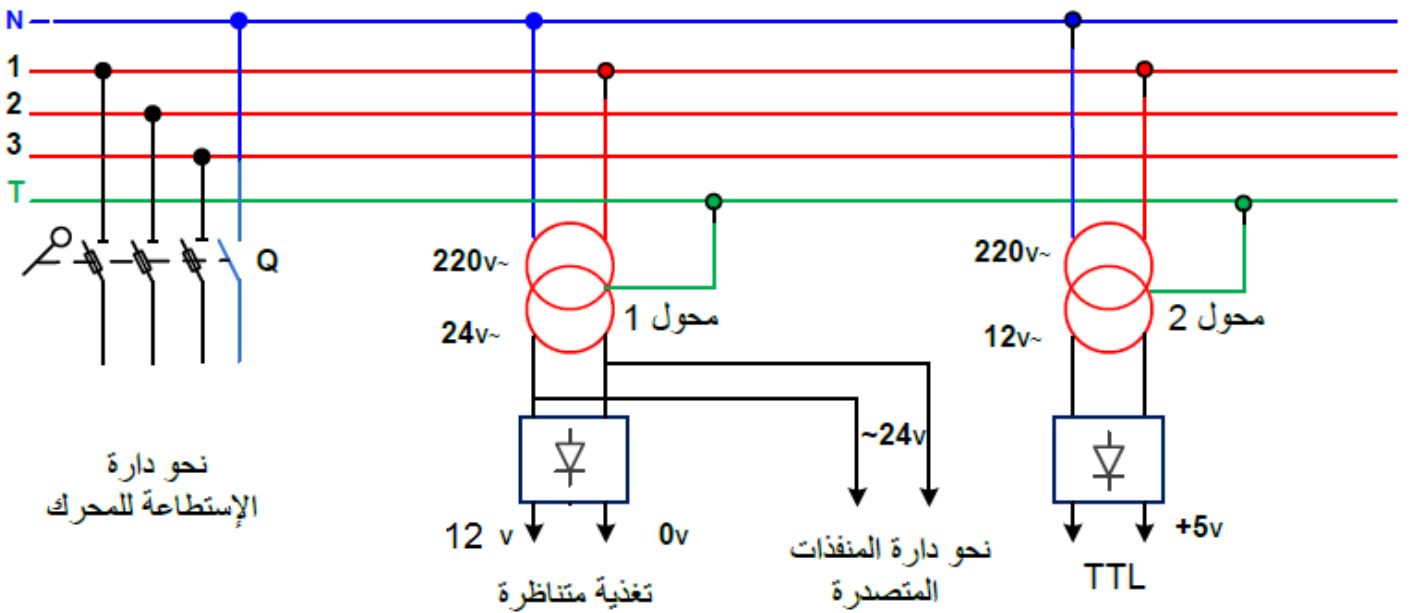 N
1
2
3
T
Q
220v~
محول 1
24v~
220v~
محول 2
12v~
~24v
نحو دارة
الإستطاعة للمحرك
12 v
0v
تغذية متناظرة
نحو دارة المنفذات
المتصدرة
+5v
TTL